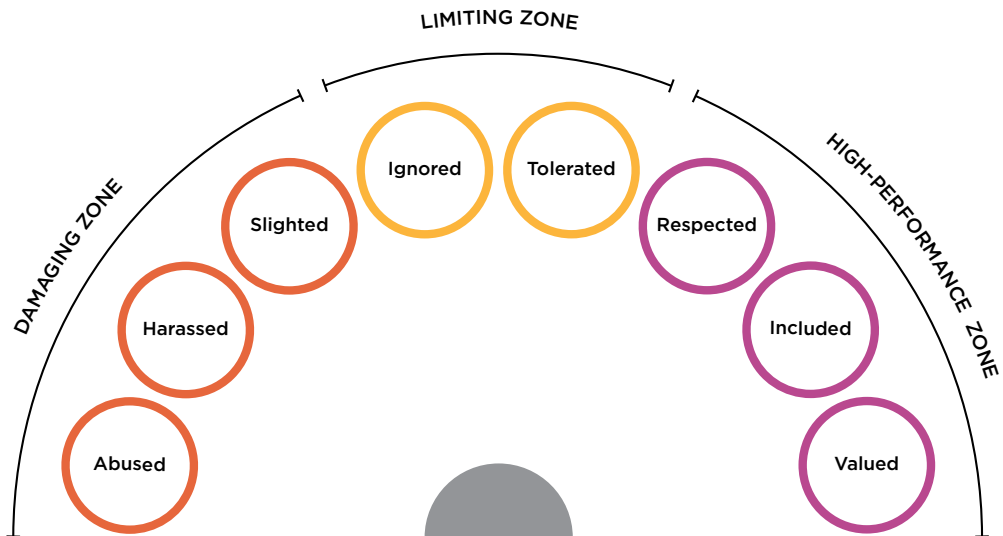 LIMITING ZONE
DAMAGING ZONE
HIGH-PERFORMANCE ZONE
Ignored
Tolerated
Slighted
Respected
Harassed
Included
Abused
Valued